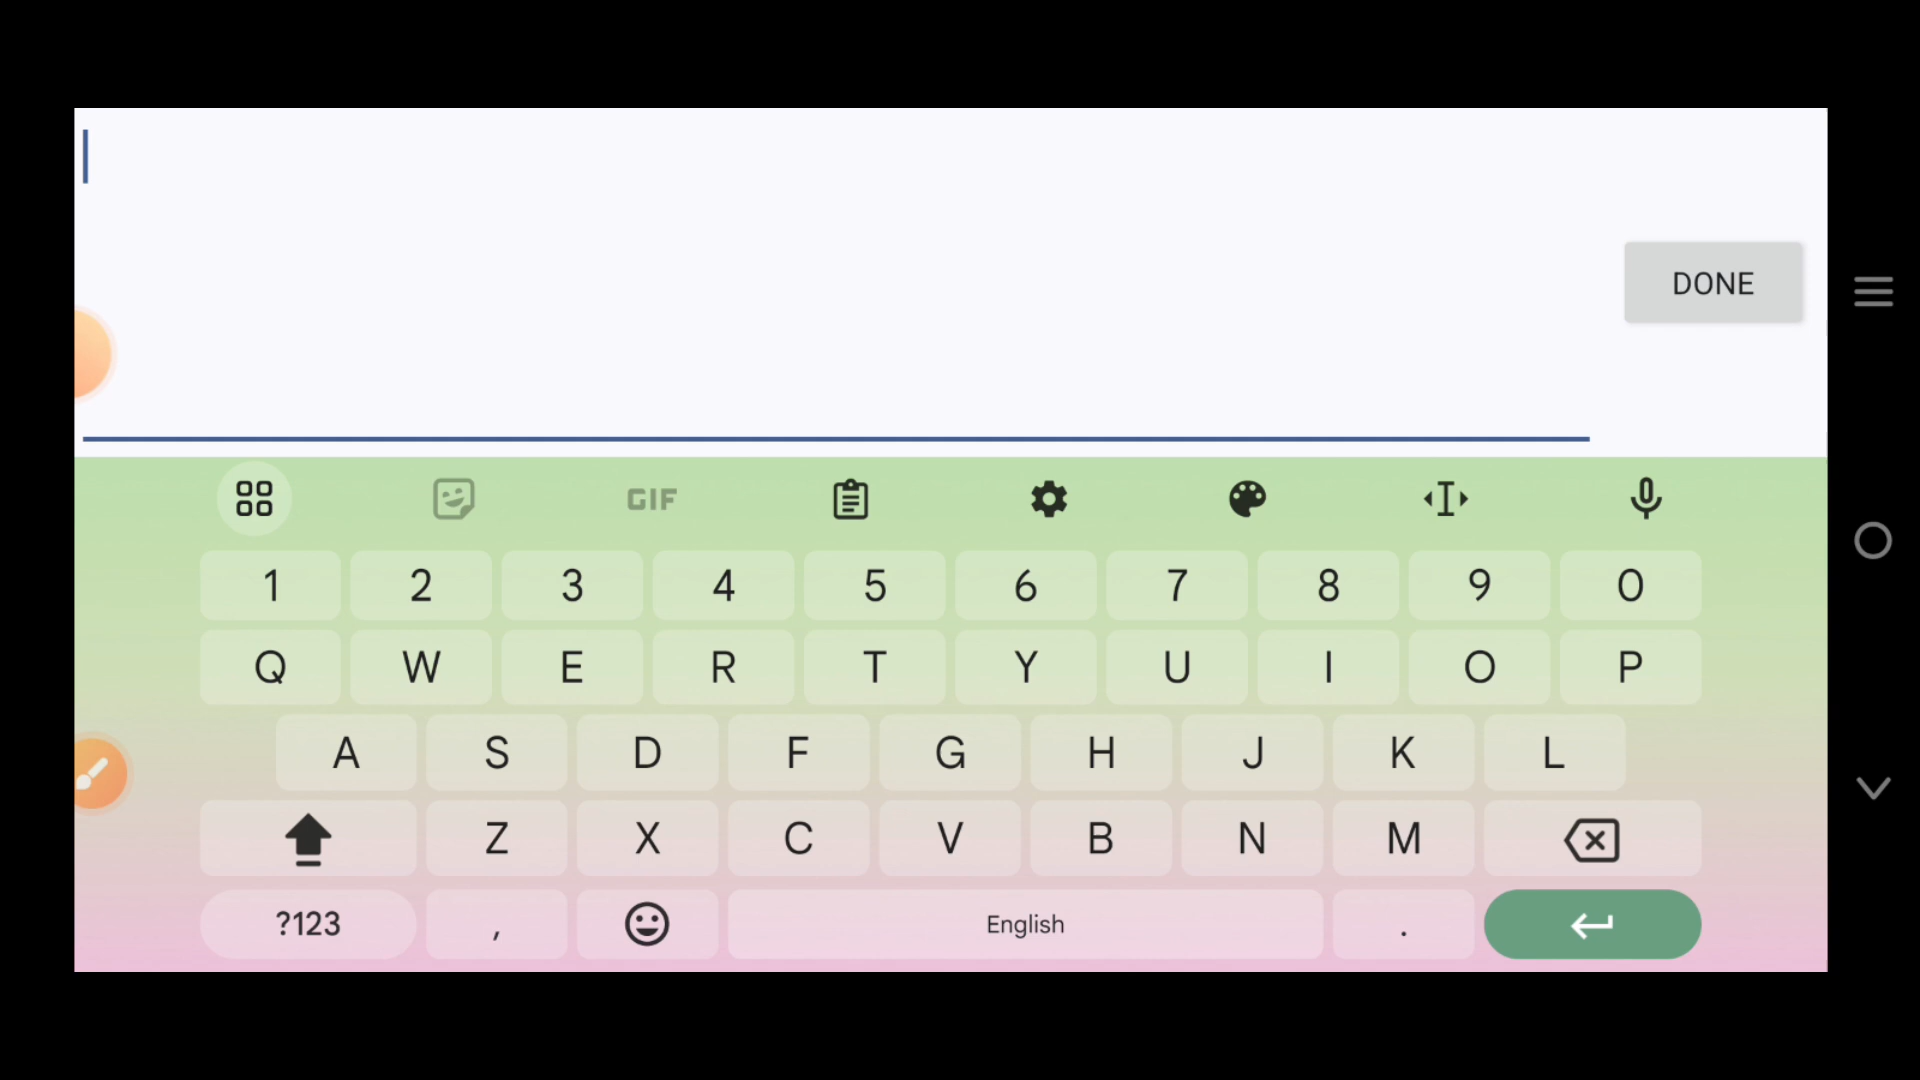 DONE
GIF
1 2 3 4 5 6 7 8 9 0
Q W E R T Y U I O P
A S D F G H J K L
Z X C V B N M
?123 , English .